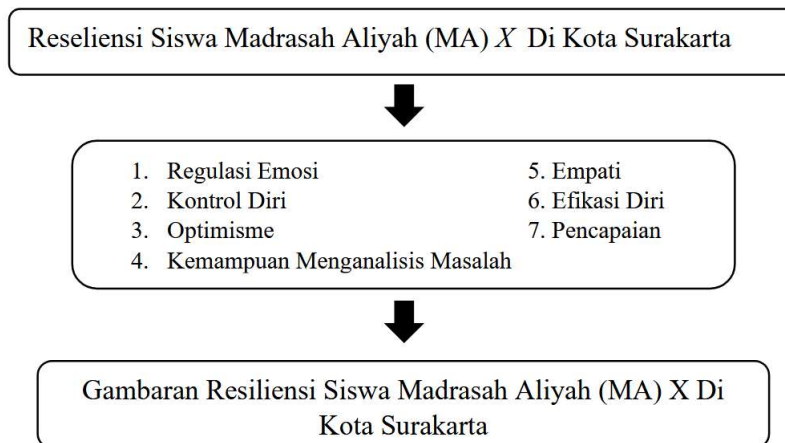 Reseliensi Siswa Madrasah Aliyah (MA) X Di Kota Surakarta
1. Regulasi Emosi
2. Kontrol Diri
3. Optimisme
4. Kemampuan Menganalisis Masalah
5. Empati
6. Efikasi Diri
7. Pencapaian
Gambaran Resiliensi Siswa Madrasah Aliyah (MA) X Di
Kota Surakarta